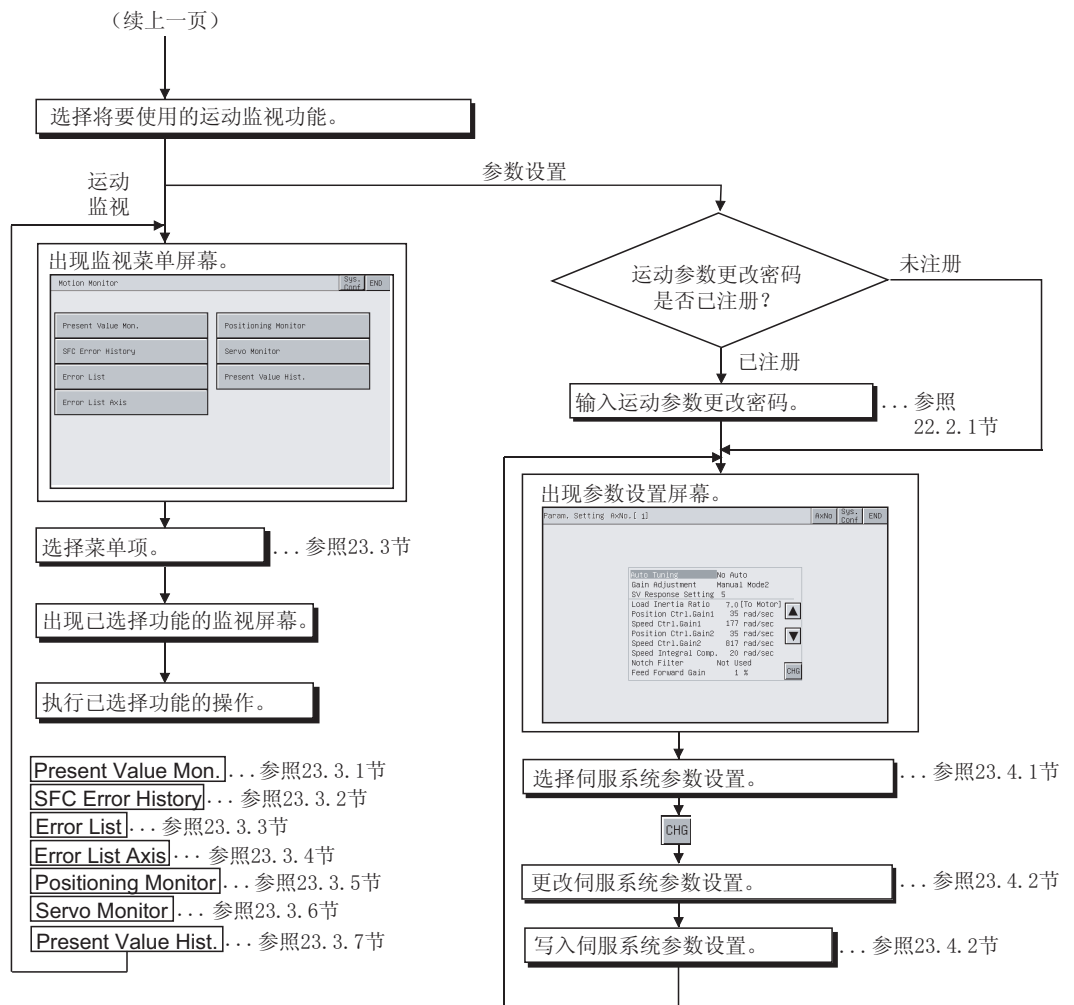 （续上一页）
选择将要使用的运动监视功能。
运动
监视
出现监视菜单屏幕。
Motion Monitor
Sys.
Conf
END
Present Value Mon.
Positioning Monitor
SFC Error History
Servo Monitor
Error List
Present Value Hist.
Error List Axis
选择菜单项。
...参照23.3节
出现已选择功能的监视屏幕。
执行已选择功能的操作。
Present Value Mon. ...参照23.3.1节
SFC Error History ...参照23.3.2节
Error List ...参照23.3.3节
Error List Axis ...参照23.3.4节
Positioning Monitor ...参照23.3.5节
Servo Monitor ...参照23.3.6节
Present Value Hist. ...参照23.3.7节
参数设置
运动参数更改密码
是否已注册？
未注册
已注册
输入运动参数更改密码。
...参照
22.2.1节
出现参数设置屏幕。
Param. Setting AxNo.[ 1]
AxNo
Sys.
Conf
END
Auto Tuning No Auto
Gain Adjustment Manual Mode2
SV Response Setting 5
Load Inertia Ratio 7.0[To Motor]
Position Ctrl.Gain1 35 rad/sec
Speed Ctrl.Gain1 177 rad/sec
Position Ctrl.Gain2 35 rad/sec
Speed Ctrl.Gain2 817 rad/sec
Speed Integral Comp. 20 rad/sec
Notch Filter Not Used
Feed Forward Gain 1 %
CHG
选择伺服系统参数设置。
...参照23.4.1节
CHG
更改伺服系统参数设置。
...参照23.4.2节
写入伺服系统参数设置。
...参照23.4.2节